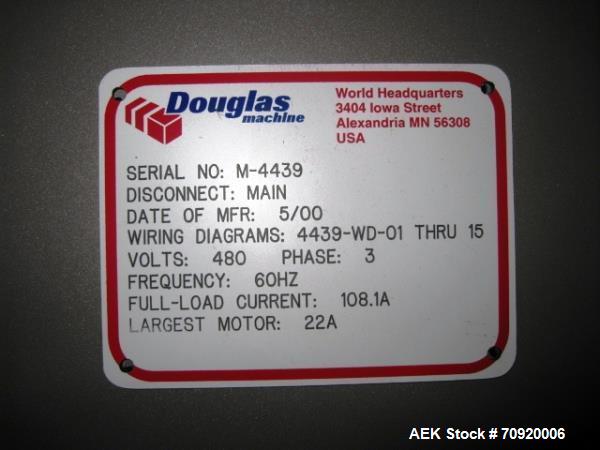 Douglas
machine
World Headquarters
3404 Iowa Street
Alexandria MN 56308
USA
SERIAL NO: M-4439
DISCONNECT: MAIN
DATE OF MFR: 5/00
WIRING DIAGRAMS: 4439-WD-01 THRU 15
VOLTS: 480 PHASE: 3
FREQUENCY: 60HZ
FULL-LOAD CURRENT: 108.1A
LARGEST MOTOR: 22A
AEK Stock # 70920006